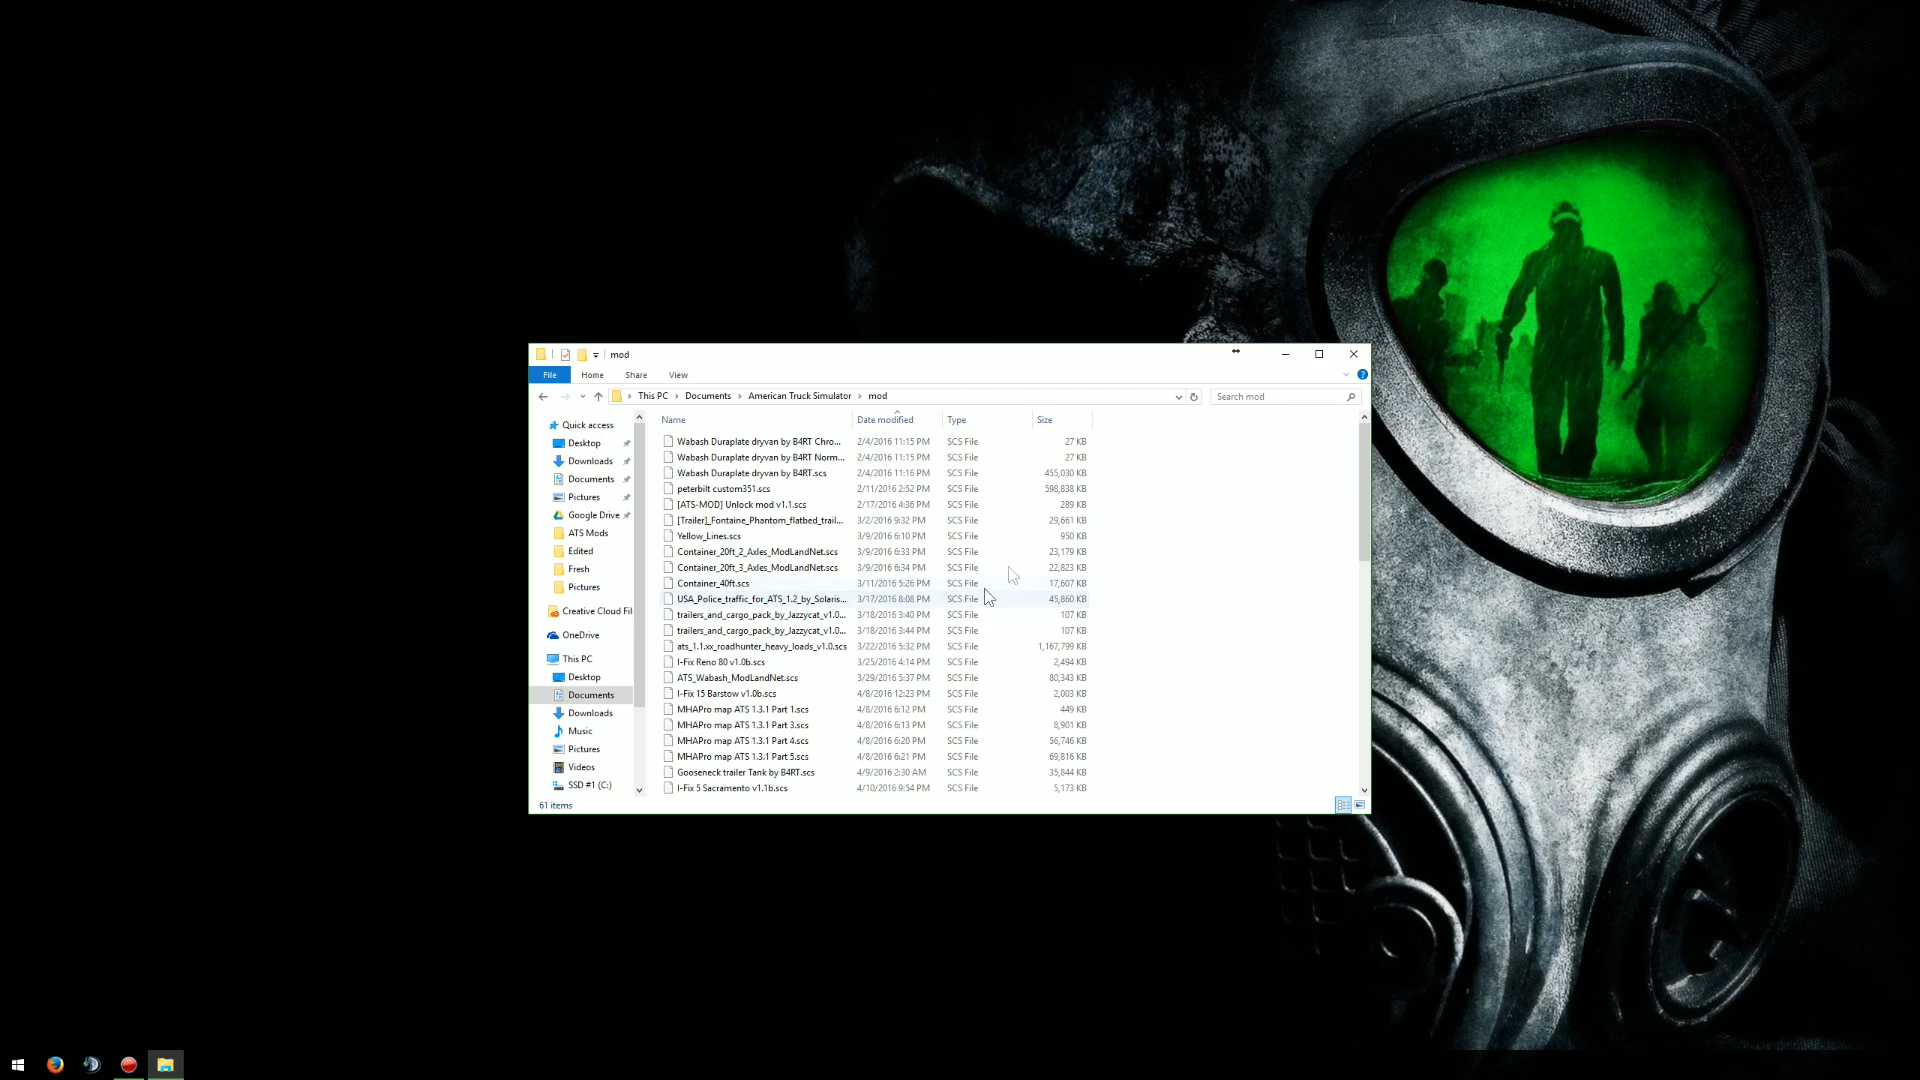 mod
File Home Share View
This PC Documents American Truck Simulator mod Search mod
Name Date modified Type Size
Quick access
Desktop
Downloads
Documents
Pictures
Google Drive
ATS Mods
Edited
Fresh
Pictures
Creative Cloud Fil
OneDrive
This PC
Desktop
Documents
Downloads
Music
Pictures
Videos
SSD #1 (C:)
Wabash Duraplate dryvan by B4RT Chro... 2/4/2016 11:15 PM SCS File 27 KB
Wabash Duraplate dryvan by B4RT Norm... 2/4/2016 11:15 PM SCS File 27 KB
Wabash Duraplate dryvan by B4RT.scs 2/4/2016 11:16 PM SCS File 455,030 KB
peterbilt custom351.scs 2/11/2016 2:52 PM SCS File 598,838 KB
[ATS-MOD] Unlock mod v1.1.scs 2/17/2016 4:36 PM SCS File 289 KB
[Trailer]_Fontaine_Phantom_flatbed_trail... 3/2/2016 9:32 PM SCS File 29,661 KB
Yellow_Lines.scs 3/9/2016 6:10 PM SCS File 950 KB
Container_20ft_2_Axles_ModLandNet.scs 3/9/2016 6:33 PM SCS File 23,179 KB
Container_20ft_3_Axles_ModLandNet.scs 3/9/2016 6:34 PM SCS File 22,823 KB
Container_40ft.scs 3/11/2016 5:26 PM SCS File 17,607 KB
USA_Police_traffic_for_ATS_1.2_by_Solaris... 3/17/2016 8:08 PM SCS File 45,860 KB
trailers_and_cargo_pack_by_Jazzycat_v1.0... 3/18/2016 3:40 PM SCS File 107 KB
trailers_and_cargo_pack_by_Jazzycat_v1.0... 3/18/2016 3:44 PM SCS File 107 KB
ats_1.1.xx_roadhunter_heavy_loads_v1.0.scs 3/22/2016 5:32 PM SCS File 1,167,799 KB
I-Fix Reno 80 v1.0b.scs 3/25/2016 4:14 PM SCS File 2,494 KB
ATS_Wabash_ModLandNet.scs 3/29/2016 5:37 PM SCS File 80,343 KB
I-Fix 15 Barstow v1.0b.scs 4/8/2016 12:23 PM SCS File 2,003 KB
MHAPro map ATS 1.3.1 Part 1.scs 4/8/2016 6:12 PM SCS File 449 KB
MHAPro map ATS 1.3.1 Part 3.scs 4/8/2016 6:13 PM SCS File 8,901 KB
MHAPro map ATS 1.3.1 Part 4.scs 4/8/2016 6:20 PM SCS File 56,746 KB
MHAPro map ATS 1.3.1 Part 5.scs 4/8/2016 6:21 PM SCS File 69,816 KB
Gooseneck trailer Tank by B4RT.scs 4/9/2016 2:30 AM SCS File 35,844 KB
I-Fix 5 Sacramento v1.1b.scs 4/10/2016 9:54 PM SCS File 5,173 KB
61 items